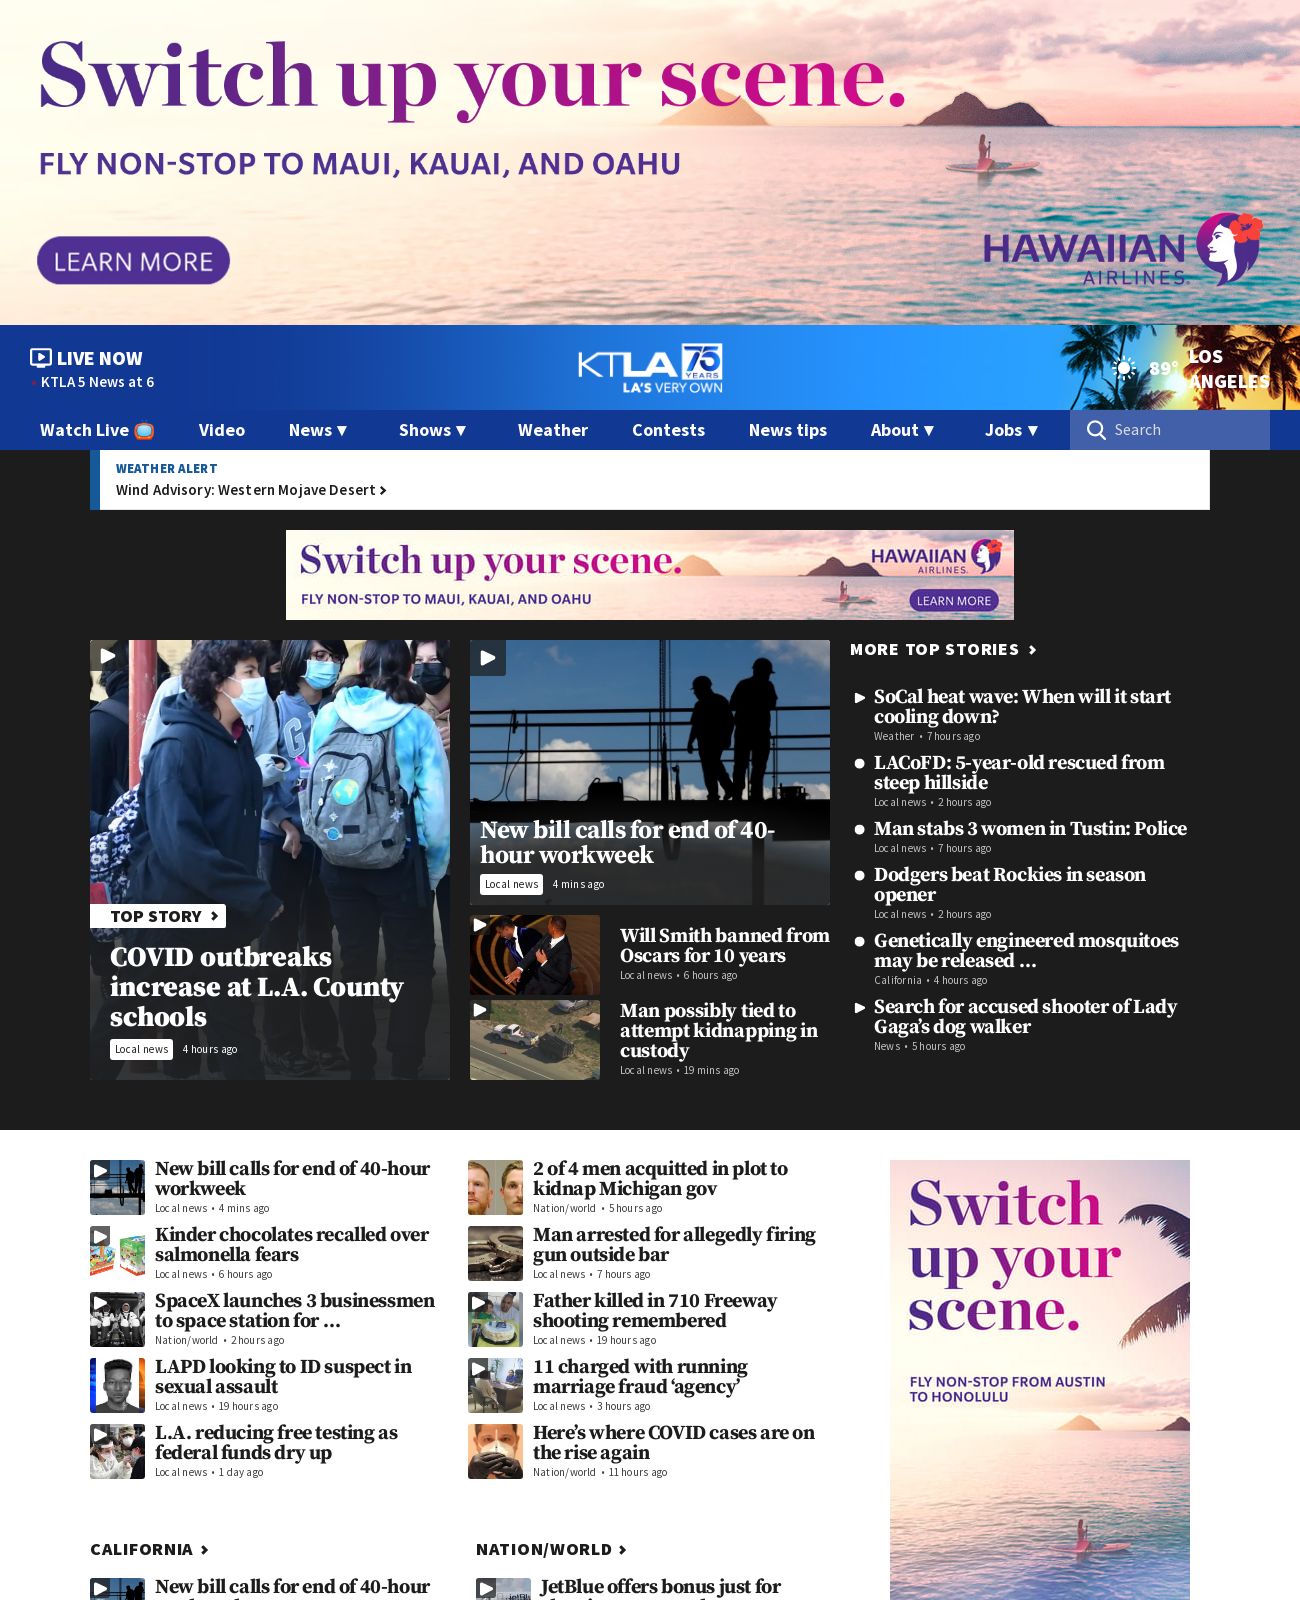 Switch up your scene.
FLY NON-STOP TO MAUI, KAUAI, AND OAHU
LEARN MORE
HAWAIIAN
AIRLINES.
LIVE NOW
KTLA 5 News at 6
KTLA 75
YEARS
LA'S VERY OWN
89°
LOS
ANGELES
Watch Live
Video
News ▼
Shows ▼
Weather
Contests
News tips
About ▼
Jobs ▼
Search
WEATHER ALERT
Wind Advisory: Western Mojave Desert
Switch up your scene.
FLY NON-STOP TO MAUI, KAUAI, AND OAHU
HAWAIIAN
AIRLINES.
LEARN MORE
TOP STORY
COVID outbreaks
increase at L.A. County
schools
Local news 4 hours ago
New bill calls for end of 40-
hour workweek
Local news 4 mins ago
Will Smith banned from
Oscars for 10 years
Local news • 6 hours ago
Man possibly tied to
attempt kidnapping in
custody
Local news • 19 mins ago
MORE TOP STORIES
SoCal heat wave: When will it start
cooling down?
Weather • 7 hours ago
LACoFD: 5-year-old rescued from
steep hillside
Local news • 2 hours ago
Man stabs 3 women in Tustin: Police
Local news • 7 hours ago
Dodgers beat Rockies in season
opener
Local news • 2 hours ago
Genetically engineered mosquitoes
may be released …
California • 4 hours ago
Search for accused shooter of Lady
Gaga’s dog walker
News • 5 hours ago
New bill calls for end of 40-hour
workweek
Local news • 4 mins ago
Kinder chocolates recalled over
salmonella fears
Local news • 6 hours ago
SpaceX launches 3 businessmen
to space station for …
Nation/world • 2 hours ago
LAPD looking to ID suspect in
sexual assault
Local news • 19 hours ago
L.A. reducing free testing as
federal funds dry up
Local news • 1 day ago
2 of 4 men acquitted in plot to
kidnap Michigan gov
Nation/world • 5 hours ago
Man arrested for allegedly firing
gun outside bar
Local news • 7 hours ago
Father killed in 710 Freeway
shooting remembered
Local news • 19 hours ago
11 charged with running
marriage fraud ‘agency’
Local news • 3 hours ago
Here’s where COVID cases are on
the rise again
Nation/world • 11 hours ago
Switch
up your
scene.
FLY NON-STOP FROM AUSTIN
TO HONOLULU
CALIFORNIA
New bill calls for end of 40-hour
NATION/WORLD
JetBlue offers bonus just for